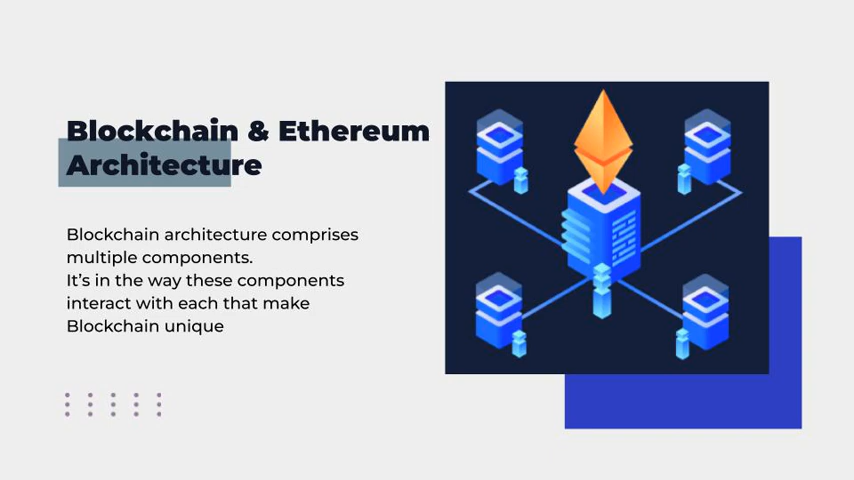 Blockchain & Ethereum
Architecture
Blockchain architecture comprises
multiple components.
It's in the way these components
interact with each that make
Blockchain unique